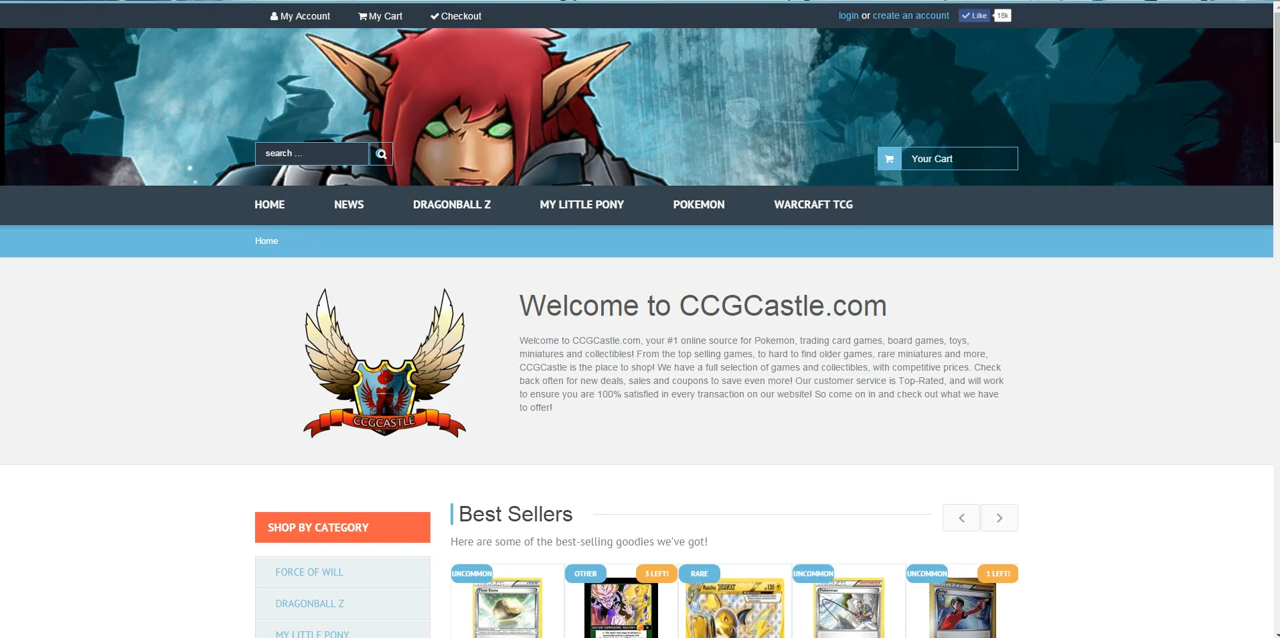 My Account My Cart Checkout login or create an account Like 18k
search ...
Your Cart
HOME NEWS DRAGONBALL Z MY LITTLE PONY POKEMON WARCRAFT TCG
Home
Welcome to CCGCastle.com
Welcome to CCGCastle.com, your #1 online source for Pokemon, trading card games, board games, toys,
miniatures and collectibles! From the top selling games, to hard to find older games, rare miniatures and more,
CCGCastle is the place to shop! We have a full selection of games and collectibles, with competitive prices. Check
back often for new deals, sales and coupons to save even more! Our customer service is Top-Rated, and will work
to ensure you are 100% satisfied in every transaction on our website! So come on in and check out what we have
to offer!
CCGCASTLE
SHOP BY CATEGORY
Best Sellers
Here are some of the best-selling goodies we've got!
FORCE OF WILL
DRAGONBALL Z
MY LITTLE PONY
UNCOMMON OTHER 3 LEFT! RARE UNCOMMON UNCOMMON 1 LEFT!
Raichu BREAK
Fisherman